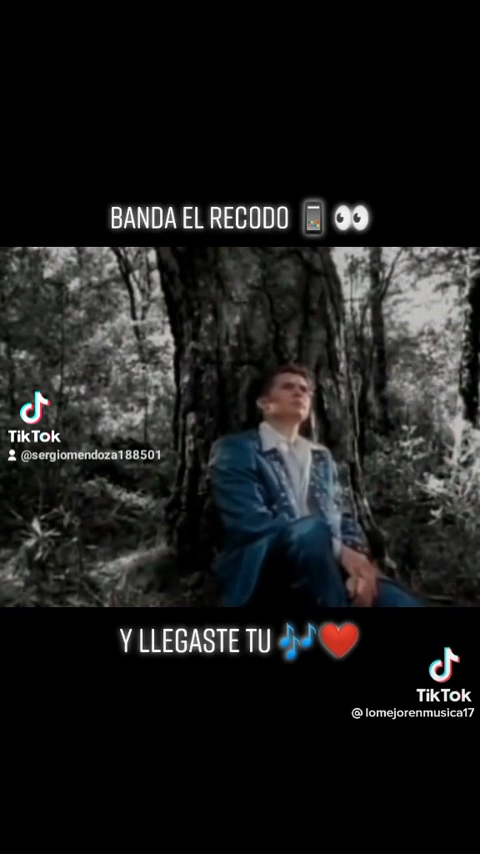 BANDA EL RECODO 📱 👀
TikTok
@sergiomendoza188501
Y LLEGASTE TU 🎶❤️
TikTok
@lomejorenmusica17